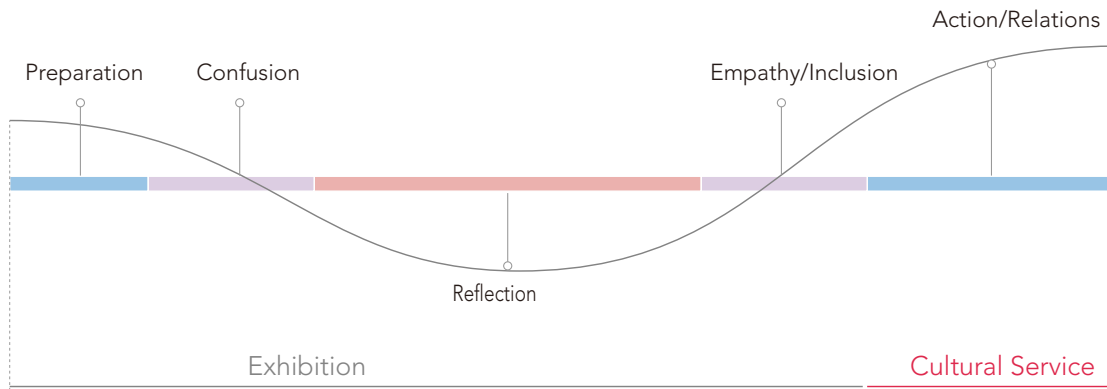 Action/Relations
Preparation
Confusion
Empathy/Inclusion
Reflection
Exhibition
Cultural Service